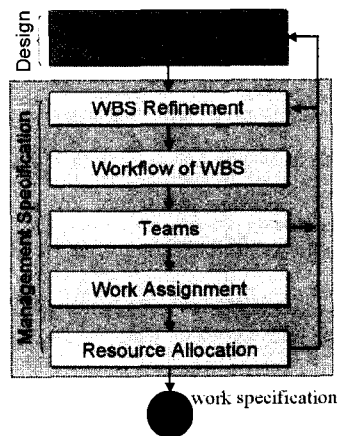 Design
Management Specification
WBS Refinement
Workflow of WBS
Teams
Work Assignment
Resource Allocation
work specification